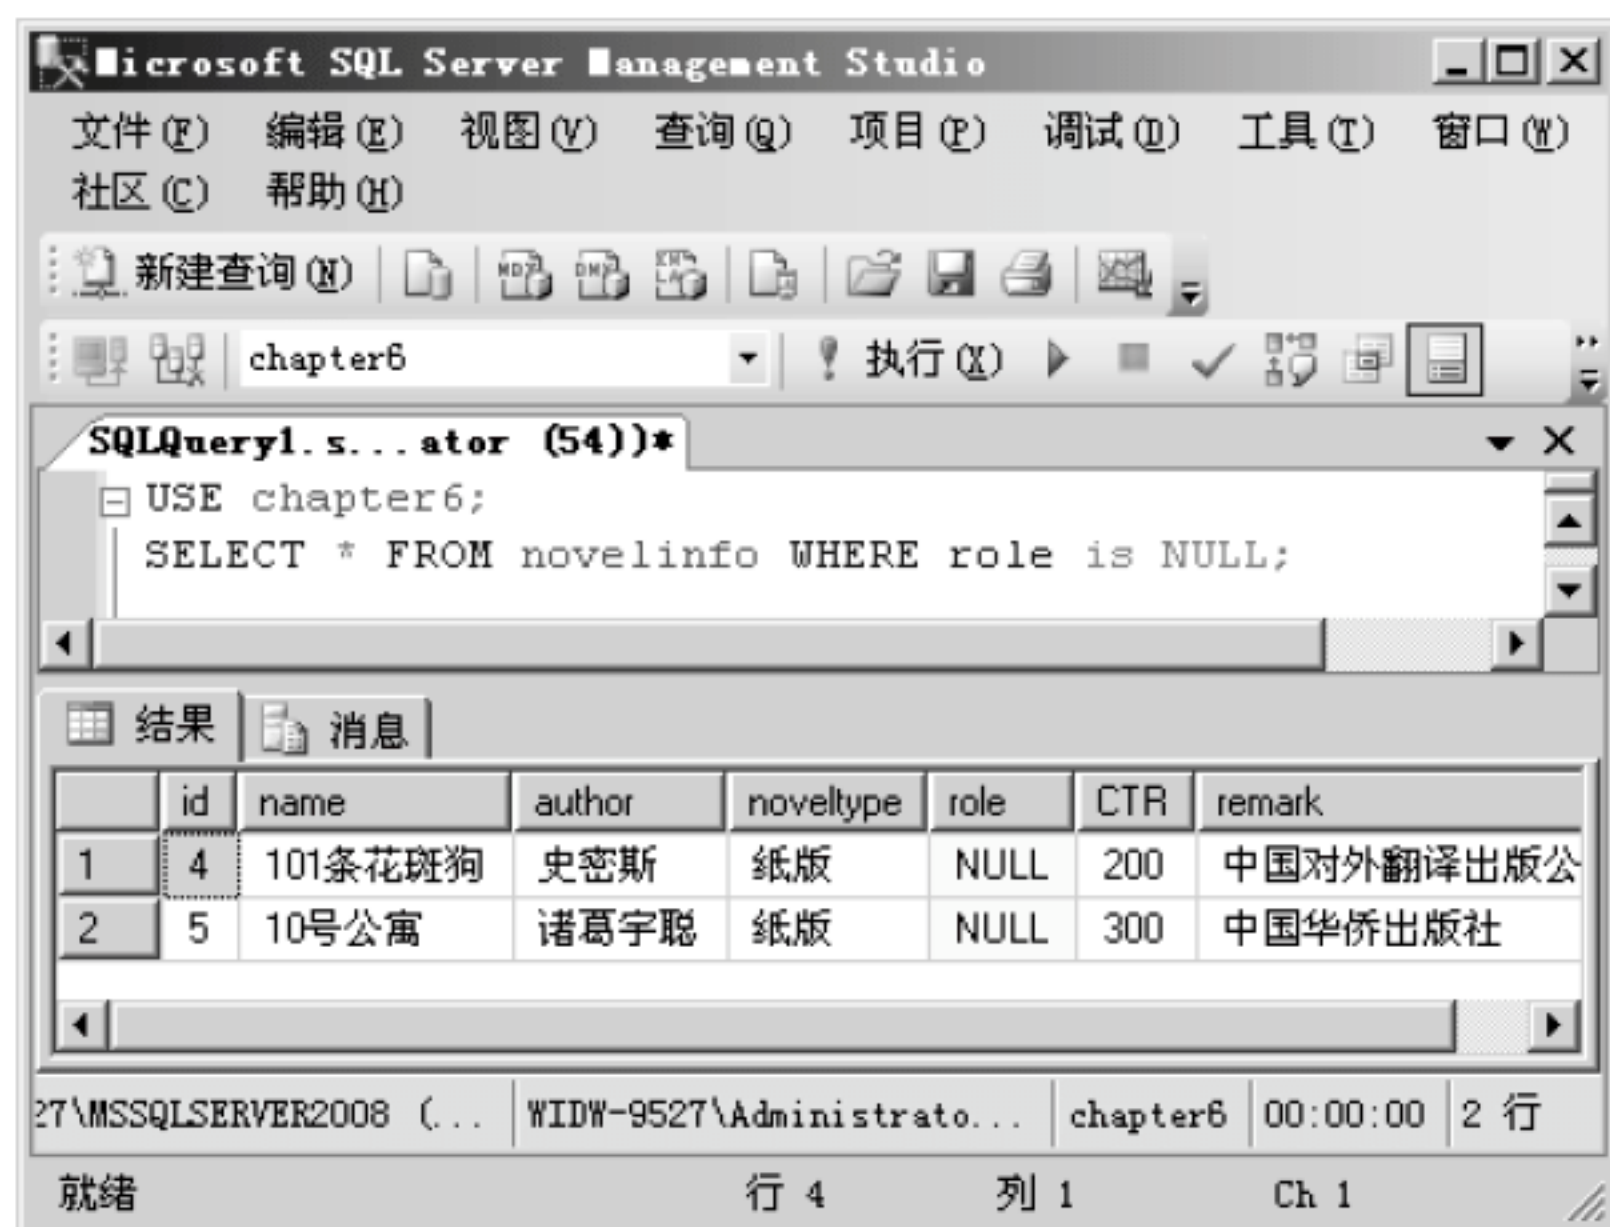 Microsoft SQL Server Management Studio
文件(F) 编辑(E) 视图(V) 查询(Q) 项目(P) 调试(D) 工具(T) 窗口(W)
社区(C) 帮助(H)
新建查询(N)
chapter6 执行(X)
SQLQuery1.s...ator (54))*
USE chapter6;
SELECT * FROM novelinfo WHERE role is NULL;
结果 消息
id name author noveltype role CTR remark
1 4 101条花斑狗 史密斯 纸版 NULL 200 中国对外翻译出版公
2 5 10号公寓 诸葛宇聪 纸版 NULL 300 中国华侨出版社
27\MSSQLSERVER2008 (... WIDW-9527\Administrato... chapter6 00:00:00 2 行
就绪 行 4 列 1 Ch 1